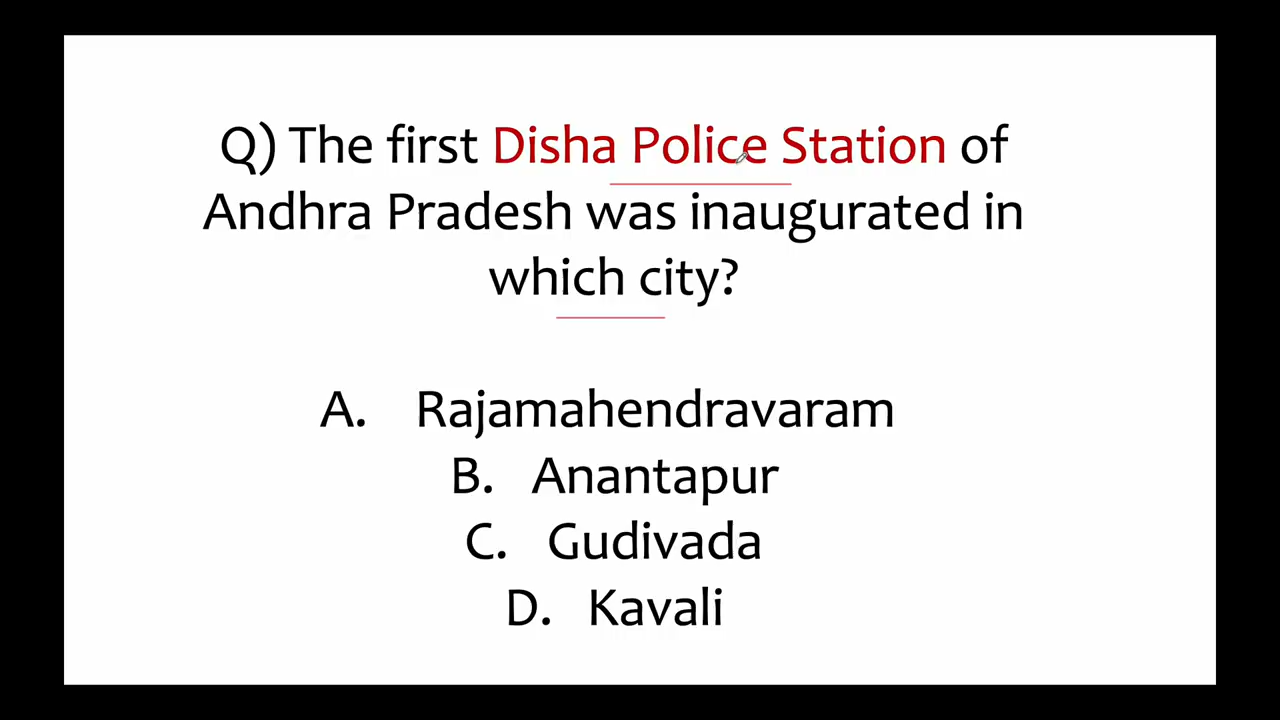 Q) The first Disha Police Station of
Andhra Pradesh was inaugurated in
which city?
A. Rajamahendravaram
B. Anantapur
C. Gudivada
D. Kavali